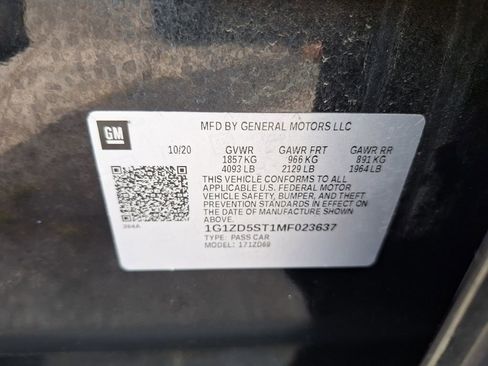 GM
MFD BY GENERAL MOTORS LLC
10/20 GVWR GAWR FRT GAWR RR
1857 KG 966 KG 891 KG
4093 LB 2129 LB 1964 LB
THIS VEHICLE CONFORMS TO ALL
APPLICABLE U.S. FEDERAL MOTOR
VEHICLE SAFETY, BUMPER, AND THEFT
PREVENTION STANDARDS IN EFFECT ON
THE DATE OF MANUFACTURE SHOWN
ABOVE.
394A
1G1ZD5ST1MF023637
TYPE: PASS CAR
MODEL: 171ZD69